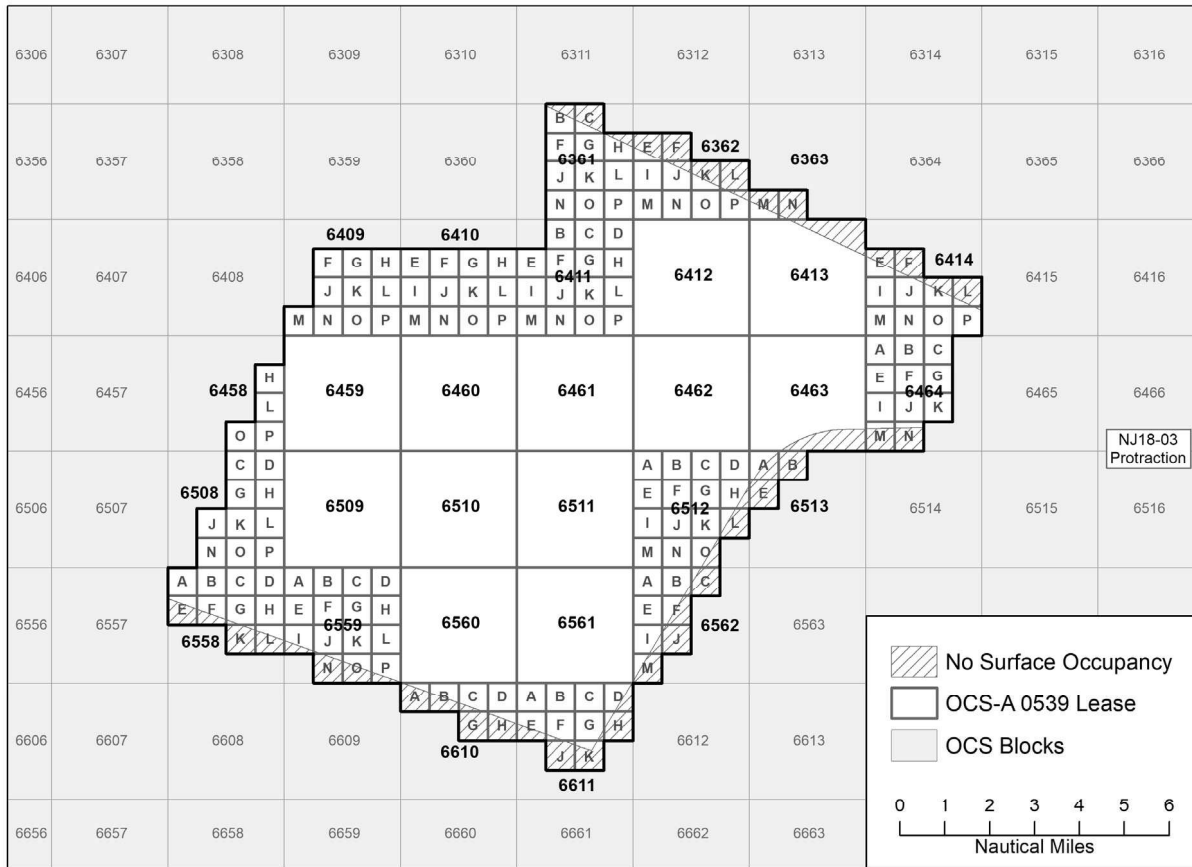 6306 6307 6308 6309 6310 6311 6312 6313 6314 6315 6316
B C
6356 6357 6358 6359 6360 F G H E F 6362 6363 6364 6365 6366
6361
J K L I J K L
N O P M N O P M N
6409 6410 B C D
6406 6407 6408 F G H E F G H E F G H 6412 6413 E F 6414 6415 6416
6411
J K L I J K L I J K L I J K L
M N O P M N O P M N O P M N O P
A B C
6456 6457 6458 H 6459 6460 6461 6462 6463 E F G 6465 6466
6464
L I J K
O P M N
NJ18-03
Protraction
C D A B C D A B
6506 6507 6508 G H 6509 6510 6511 E F G H E 6513 6514 6515 6516
6512
J K L I J K L
N O P M N O
A B C D A B C D A B C
6556 6557 E F G H E F G H 6560 6561 E F 6562 6563
6558 6559
K L I J K L I J
N O P M
A B C D A B C D
6606 6607 6608 6609 G H E F G H 6612 6613
6610
J K
6611
6656 6657 6658 6659 6660 6661 6662 6663
No Surface Occupancy
OCS-A 0539 Lease
OCS Blocks
0 1 2 3 4 5 6
Nautical Miles